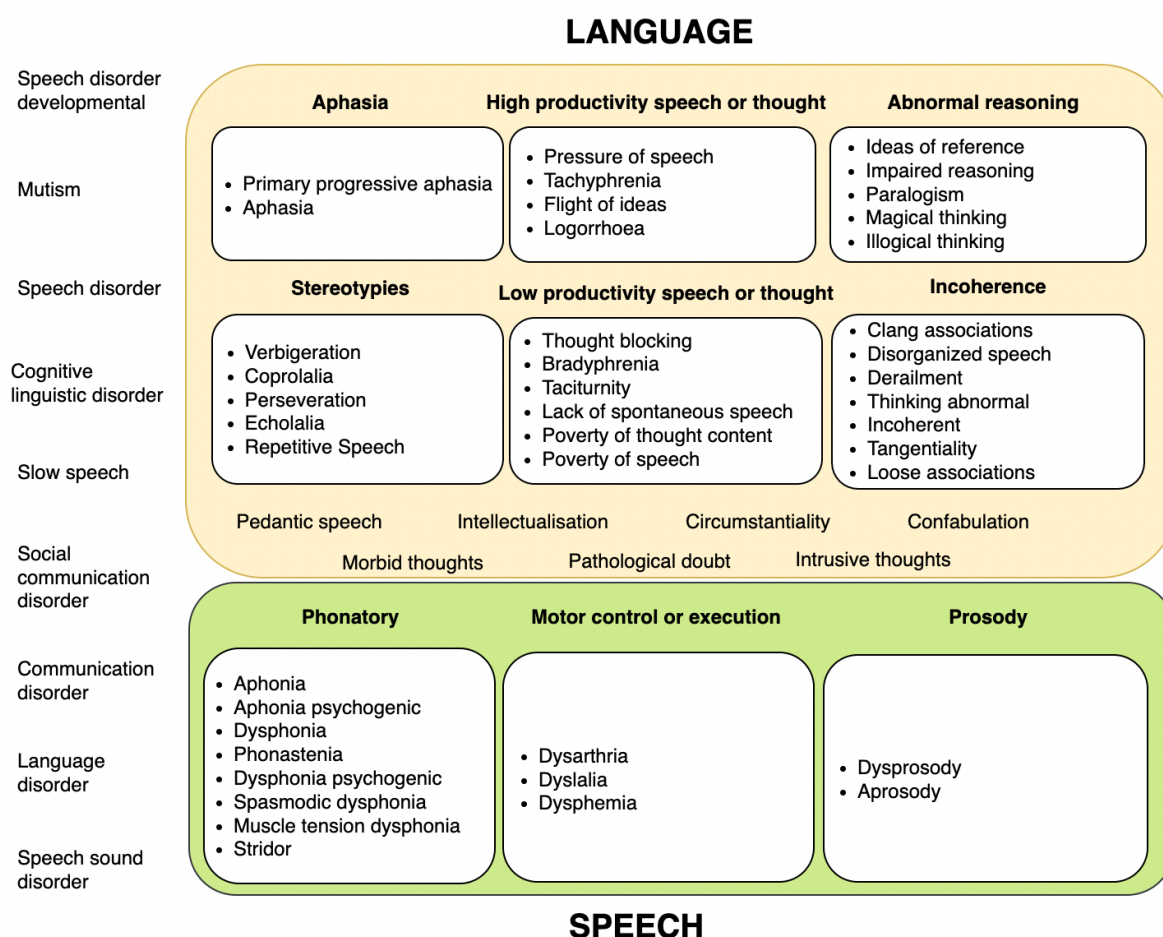 LANGUAGE
Speech disorder
developmental
Mutism
Speech disorder
Cognitive
linguistic disorder
Slow speech
Social
communication
disorder
Communication
disorder
Language
disorder
Speech sound
disorder
Aphasia
• Primary progressive aphasia
• Aphasia
High productivity speech or thought
• Pressure of speech
• Tachyphrenia
• Flight of ideas
• Logorrhoea
Abnormal reasoning
• Ideas of reference
• Impaired reasoning
• Paralogism
• Magical thinking
• Illogical thinking
Stereotypies
• Verbigeration
• Coprolalia
• Perseveration
• Echolalia
• Repetitive Speech
Low productivity speech or thought
• Thought blocking
• Bradyphrenia
• Taciturnity
• Lack of spontaneous speech
• Poverty of thought content
• Poverty of speech
Incoherence
• Clang associations
• Disorganized speech
• Derailment
• Thinking abnormal
• Incoherent
• Tangentiality
• Loose associations
Pedantic speech
Intellectualisation
Circumstantiality
Confabulation
Morbid thoughts
Pathological doubt
Intrusive thoughts
Phonatory
• Aphonia
• Aphonia psychogenic
• Dysphonia
• Phonastenia
• Dysphonia psychogenic
• Spasmodic dysphonia
• Muscle tension dysphonia
• Stridor
Motor control or execution
• Dysarthria
• Dyslalia
• Dysphemia
Prosody
• Dysprosody
• Aprosody
SPEECH